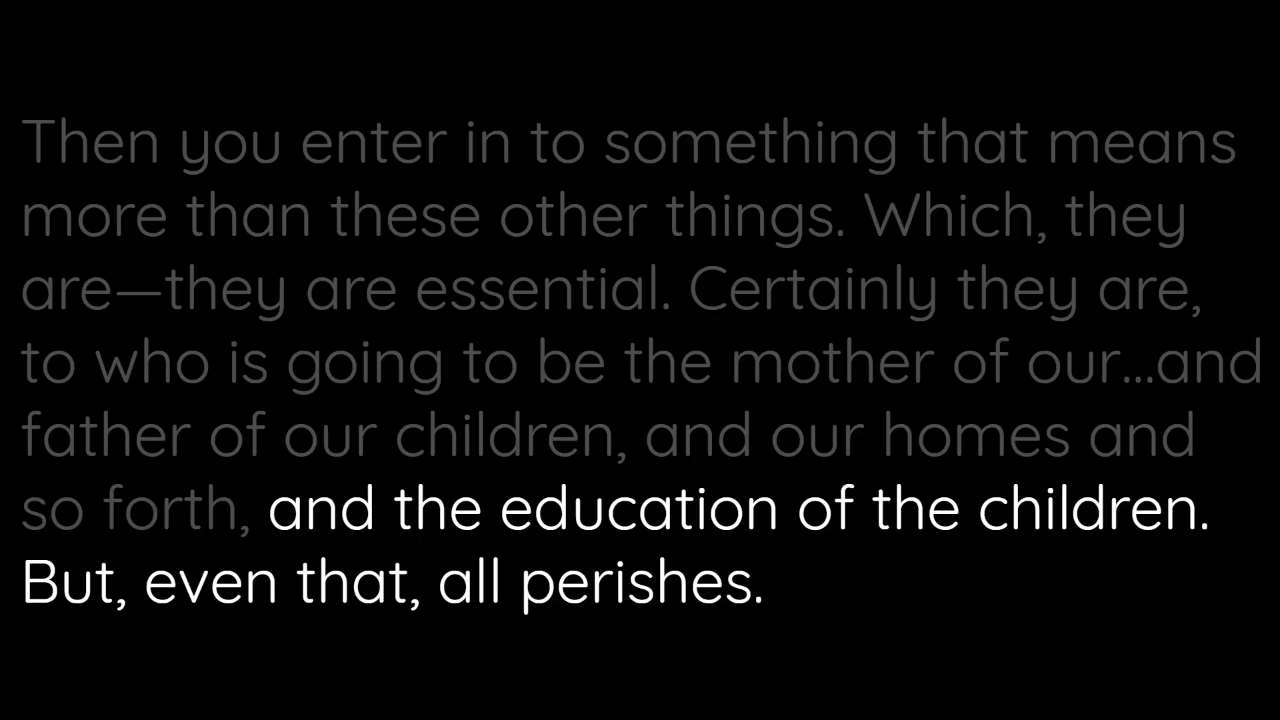 Then you enter in to something that means
more than these other things. Which, they
are—they are essential. Certainly they are,
to who is going to be the mother of our...and
father of our children, and our homes and
so forth, and the education of the children.
But, even that, all perishes.